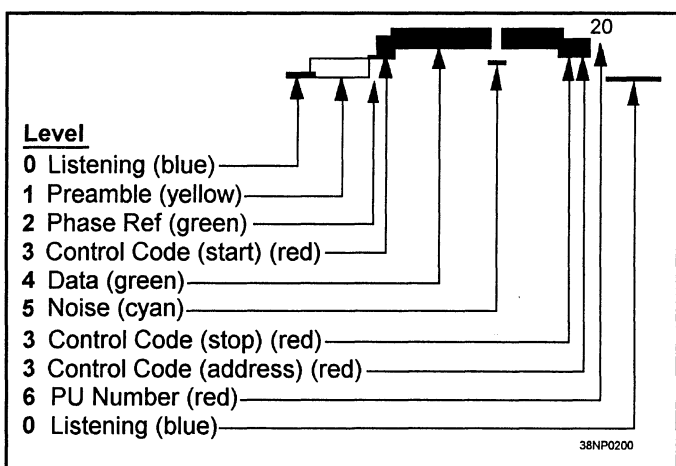 20
Level
0 Listening (blue)
1 Preamble (yellow)
2 Phase Ref (green)
3 Control Code (start) (red)
4 Data (green)
5 Noise (cyan)
3 Control Code (stop) (red)
3 Control Code (address) (red)
6 PU Number (red)
0 Listening (blue)
38NP0200